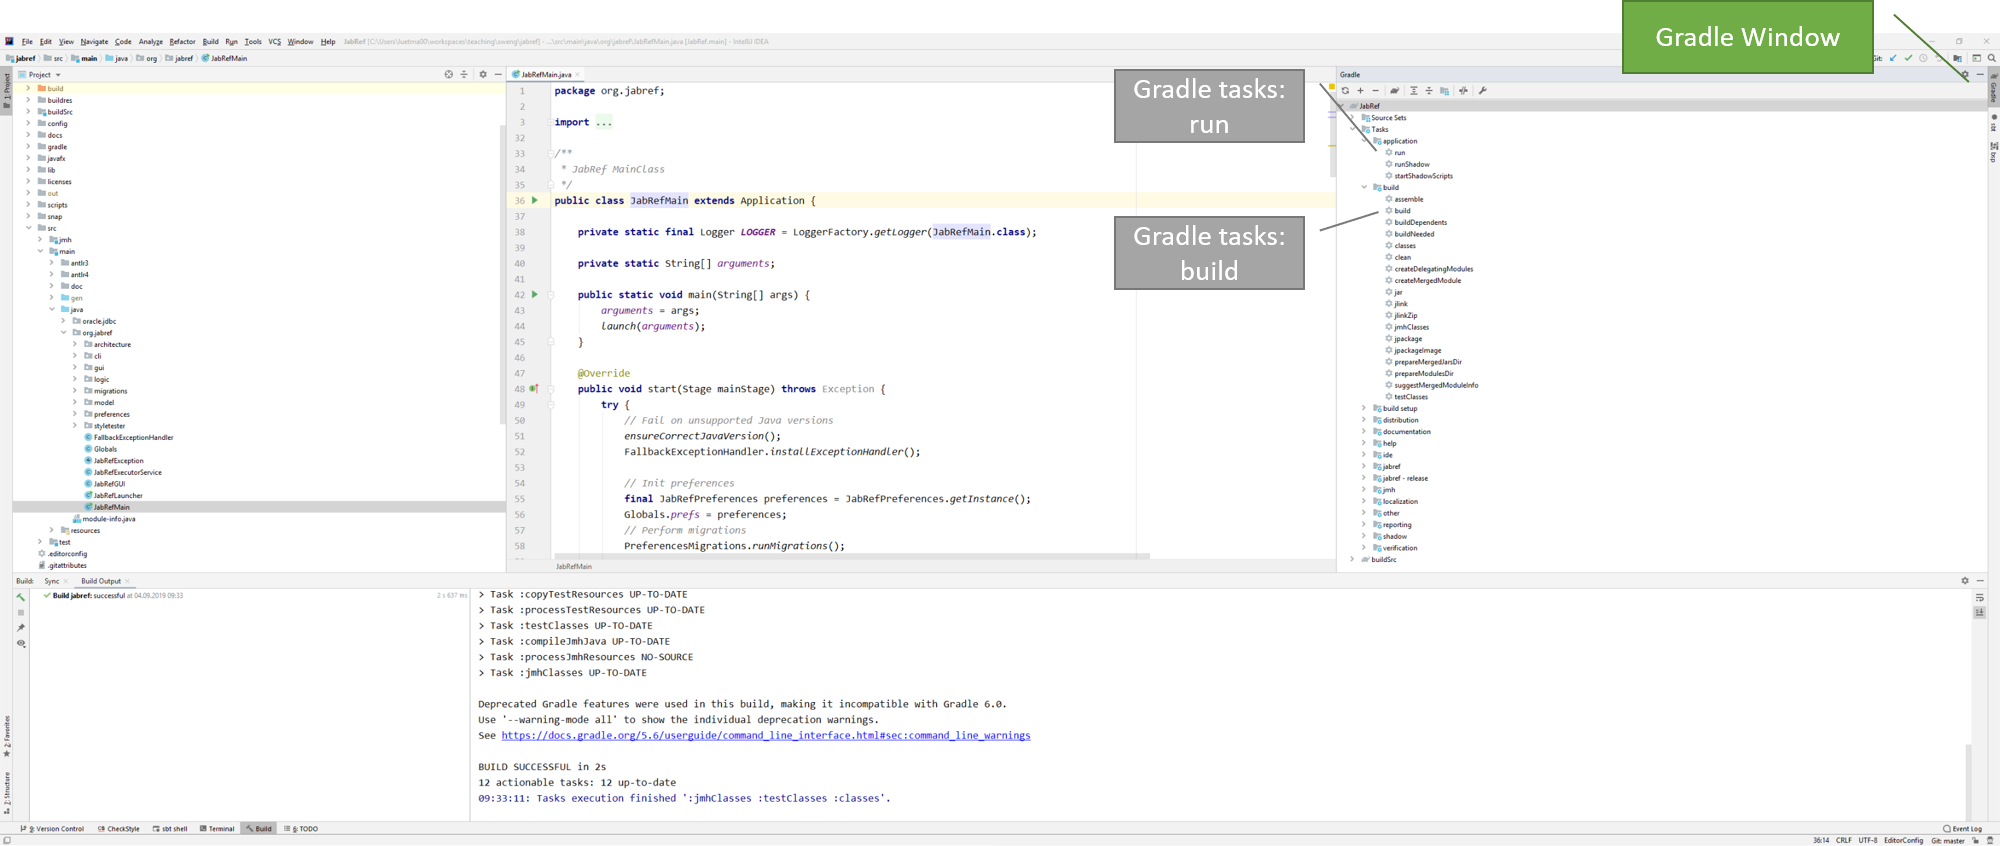 Gradle Window
File Edit View Navigate Code Analyze Refactor Build Run Tools VCS Window Help JabRef [C:\Users\luetma00\workspaces\teaching\sweng\jabref] - ...\src\main\java\org\jabref\JabRefMain.java [JabRef.main] - IntelliJ IDEA
jabref src main java org jabref JabRefMain
Git:
Project
JabRefMain.java
Gradle
1: Project
build
buildres
buildSrc
config
docs
gradle
javafx
lib
licenses
out
scripts
snap
src
jmh
main
antlr3
antlr4
doc
gen
java
oracle.jdbc
org.jabref
architecture
cli
gui
logic
migrations
model
preferences
styletester
FallbackExceptionHandler
Globals
JabRefException
JabRefExecutorService
JabRefGUI
JabRefLauncher
JabRefMain
module-info.java
resources
test
.editorconfig
.gitattributes
1 package org.jabref;
2
3 import ...
32
33 /**
34 * JabRef MainClass
35 */
36 public class JabRefMain extends Application {
37
38 private static final Logger LOGGER = LoggerFactory.getLogger(JabRefMain.class);
39
40 private static String[] arguments;
41
42 public static void main(String[] args) {
43 arguments = args;
44 launch(arguments);
45 }
46
47 @Override
48 public void start(Stage mainStage) throws Exception {
49 try {
50 // Fail on unsupported Java versions
51 ensureCorrectJavaVersion();
52 FallbackExceptionHandler.installExceptionHandler();
53
54 // Init preferences
55 final JabRefPreferences preferences = JabRefPreferences.getInstance();
56 Globals.prefs = preferences;
57 // Perform migrations
58 PreferencesMigrations.runMigrations();
JabRefMain
Gradle tasks:
run
Gradle tasks:
build
JabRef
Source Sets
Tasks
application
run
runShadow
startShadowScripts
build
assemble
build
buildDependents
buildNeeded
classes
clean
createDelegatingModules
createMergedModule
jar
jlink
jlinkZip
jmhClasses
jpackage
jpackageImage
prepareMergedJarsDir
prepareModulesDir
suggestMergedModuleInfo
testClasses
build setup
distribution
documentation
help
ide
jabref
jabref - release
jmh
localization
other
reporting
shadow
verification
buildSrc
Gradle
sbt
bsp
Build: Sync Build Output
Build jabref: successful at 04.09.2019 09:33 2 s 637 ms
> Task :copyTestResources UP-TO-DATE
> Task :processTestResources UP-TO-DATE
> Task :testClasses UP-TO-DATE
> Task :compileJmhJava UP-TO-DATE
> Task :processJmhResources NO-SOURCE
> Task :jmhClasses UP-TO-DATE
Deprecated Gradle features were used in this build, making it incompatible with Gradle 6.0.
Use '--warning-mode all' to show the individual deprecation warnings.
See https://docs.gradle.org/5.6/userguide/command_line_interface.html#sec:command_line_warnings
BUILD SUCCESSFUL in 2s
12 actionable tasks: 12 up-to-date
09:33:11: Tasks execution finished ':jmhClasses :testClasses :classes'.
2: Favorites
Z: Structure
9: Version Control CheckStyle sbt shell Terminal Build 6: TODO
Event Log
36:14 CRLF UTF-8 EditorConfig Git: master